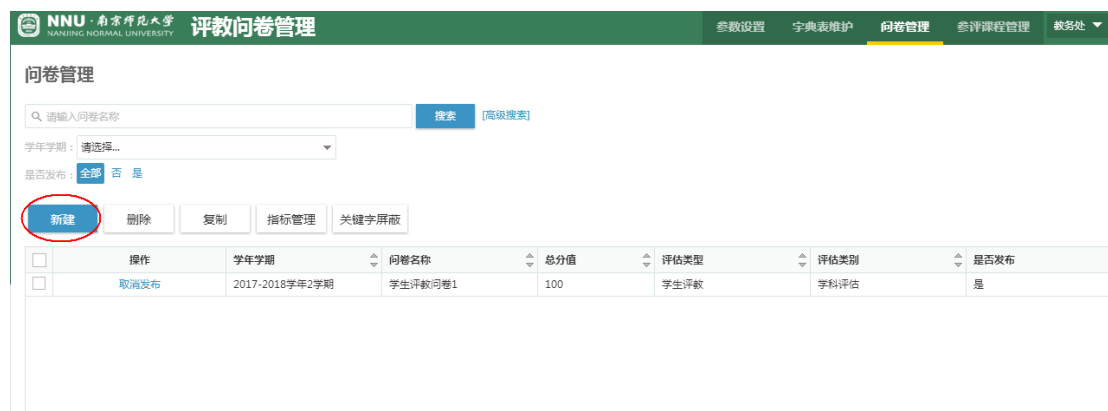 NNU·南京师范大学 评教问卷管理 参数设置 字典表维护 问卷管理 参评课程管理 教务处
NANJING NORMAL UNIVERSITY
问卷管理
请输入问卷名称 搜索 [高级搜索]
学年学期: 请选择...
是否发布: 全部 否 是
新建 删除 复制 指标管理 关键字屏蔽
操作 学年学期 问卷名称 总分值 评估类型 评估类别 是否发布
取消发布 2017-2018学年2学期 学生评教问卷1 100 学生评教 学科评估 是